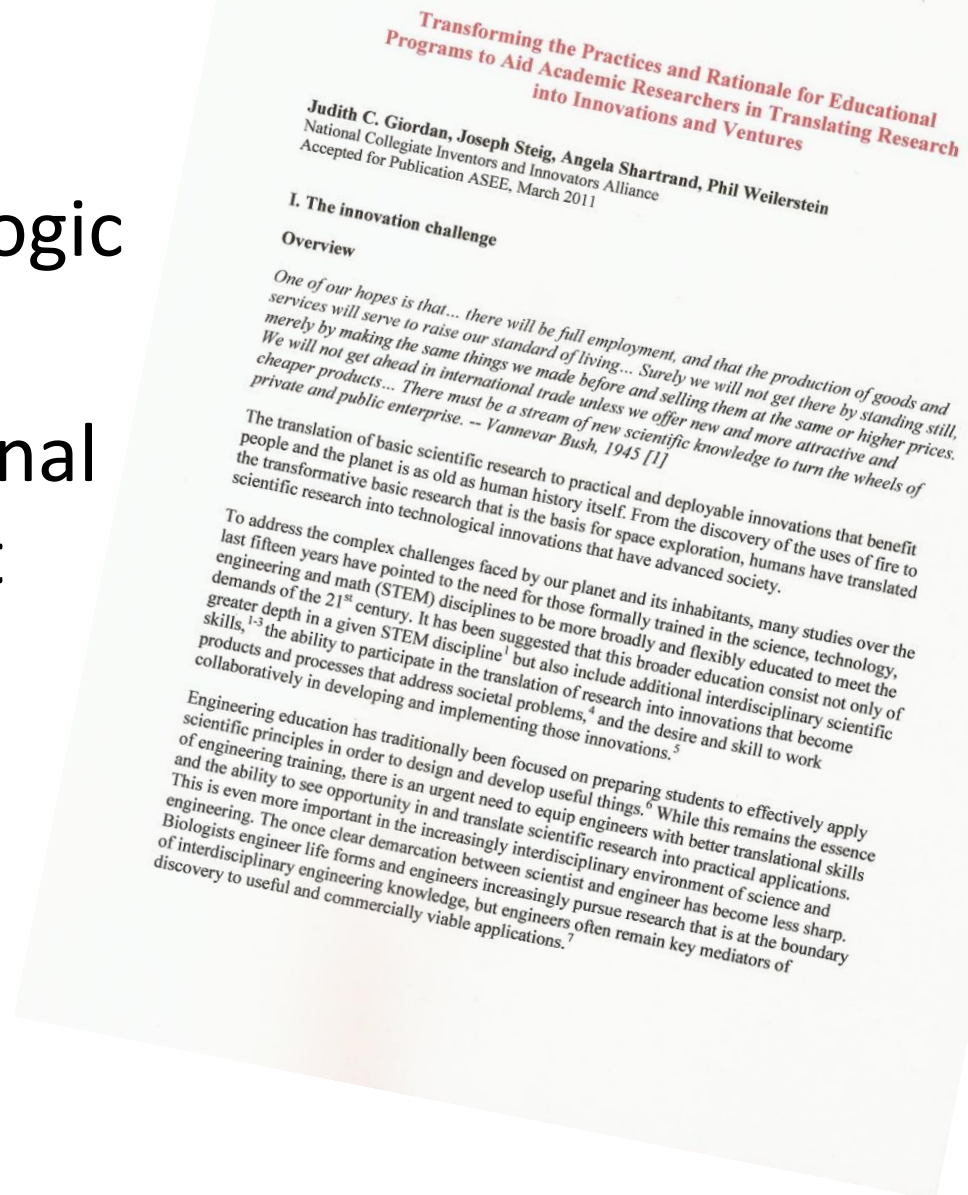 ogic
nal
t
Transforming the Practices and Rationale for Educational
Programs to Aid Academic Researchers in Translating Research
into Innovations and Ventures
Judith C. Giordan, Joseph Steig, Angela Shartrand, Phil Weilerstein
National Collegiate Inventors and Innovators Alliance
Accepted for Publication ASEE, March 2011
I. The innovation challenge
Overview
One of our hopes is that... there will be full employment, and that the production of goods and
services will serve to raise our standard of living... Surely we will not get there by standing still,
merely by making the same things we made before and selling them at the same or higher prices.
We will not get ahead in international trade unless we offer new and more attractive and
cheaper products... There must be a stream of new scientific knowledge to turn the wheels of
private and public enterprise. -- Vannevar Bush, 1945 [1]
The translation of basic scientific research to practical and deployable innovations that benefit
people and the planet is as old as human history itself. From the discovery of the uses of fire to
the transformative basic research that is the basis for space exploration, humans have translated
scientific research into technological innovations that have advanced society.
To address the complex challenges faced by our planet and its inhabitants, many studies over the
last fifteen years have pointed to the need for those formally trained in the science, technology,
engineering and math (STEM) disciplines to be more broadly and flexibly educated to meet the
demands of the 21st century. It has been suggested that this broader education consist not only of
greater depth in a given STEM discipline1 but also include additional interdisciplinary scientific
skills,1-3 the ability to participate in the translation of research into innovations that become
products and processes that address societal problems,4 and the desire and skill to work
collaboratively in developing and implementing those innovations.5
Engineering education has traditionally been focused on preparing students to effectively apply
scientific principles in order to design and develop useful things.6 While this remains the essence
of engineering training, there is an urgent need to equip engineers with better translational skills
and the ability to see opportunity in and translate scientific research into practical applications.
This is even more important in the increasingly interdisciplinary environment of science and
engineering. The once clear demarcation between scientist and engineer has become less sharp.
Biologists engineer life forms and engineers increasingly pursue research that is at the boundary
of interdisciplinary engineering knowledge, but engineers often remain key mediators of
discovery to useful and commercially viable applications.7